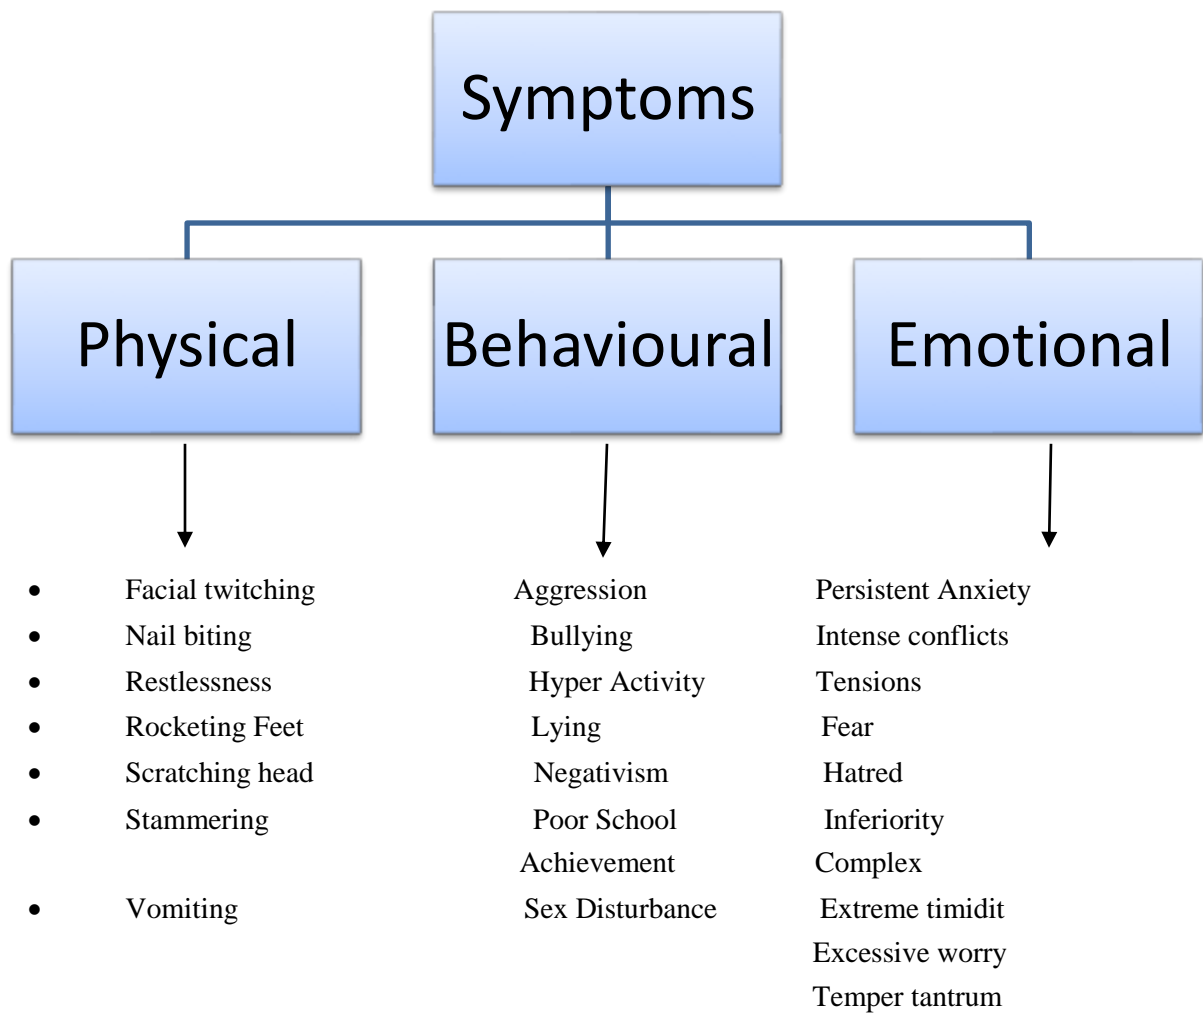 Symptoms
Physical Behavioural Emotional
• Facial twitching Aggression Persistent Anxiety
• Nail biting Bullying Intense conflicts
• Restlessness Hyper Activity Tensions
• Rocketing Feet Lying Fear
• Scratching head Negativism Hatred
• Stammering Poor School Inferiority
Achievement Complex
• Vomiting Sex Disturbance Extreme timidit
Excessive worry
Temper tantrum